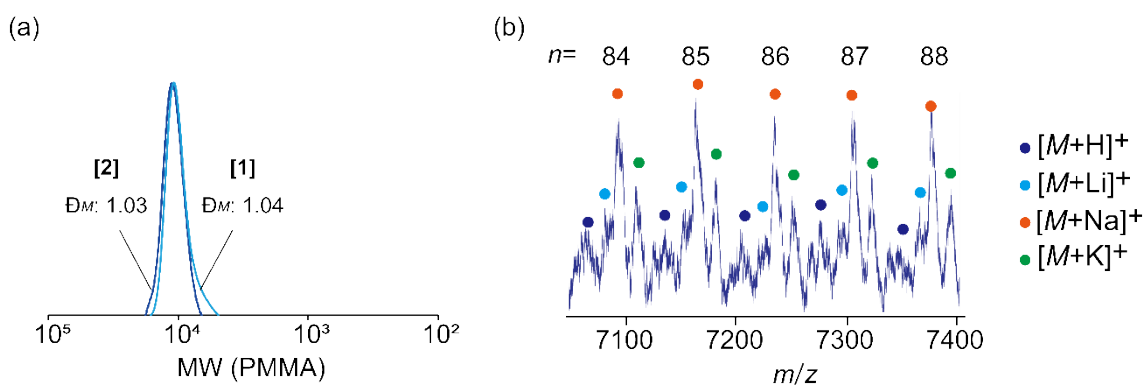 (a)
[2]
ĐM: 1.03
[1]
ĐM: 1.04
10⁵
10⁴
10³
10²
MW (PMMA)
(b)
n= 84 85 86 87 88
7100 7200 7300 7400
m/z
[M+H]⁺
[M+Li]⁺
[M+Na]⁺
[M+K]⁺